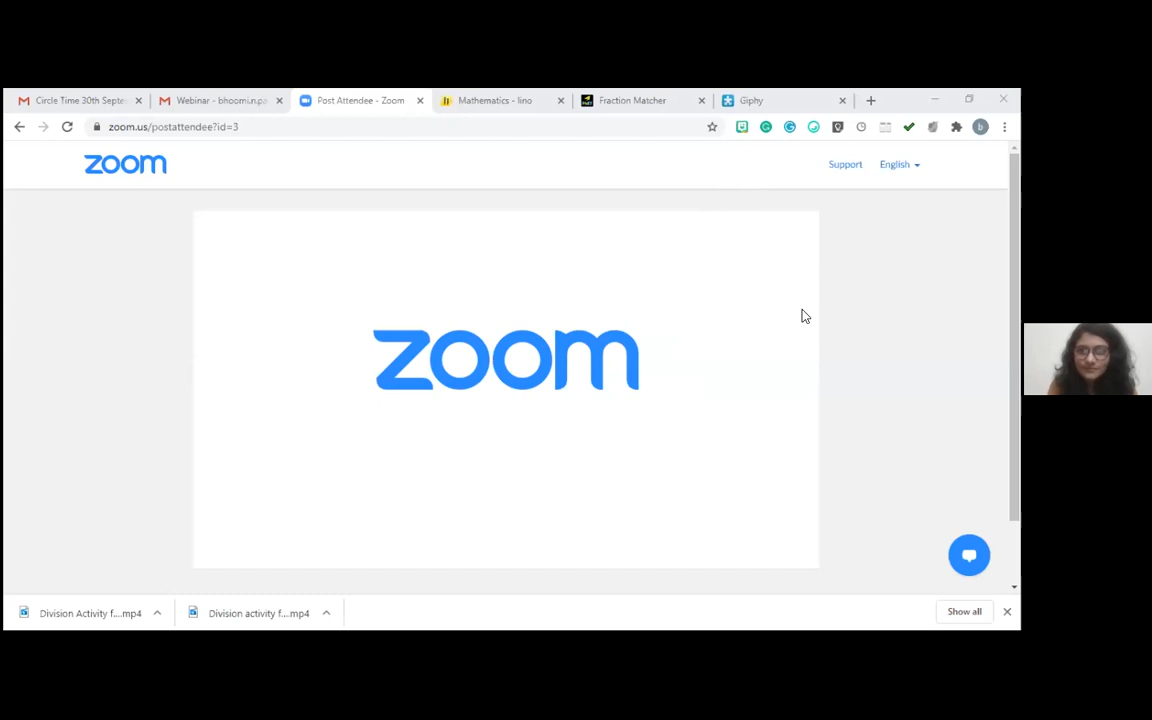 Circle Time 30th Septe
Webinar - bhoomi.n.pa
Post Attendee - Zoom
Mathematics - lino
Fraction Matcher
Giphy
zoom.us/postattendee?id=3
b
zoom
Support
English
zoom
Division Activity f....mp4
Division activity f....mp4
Show all